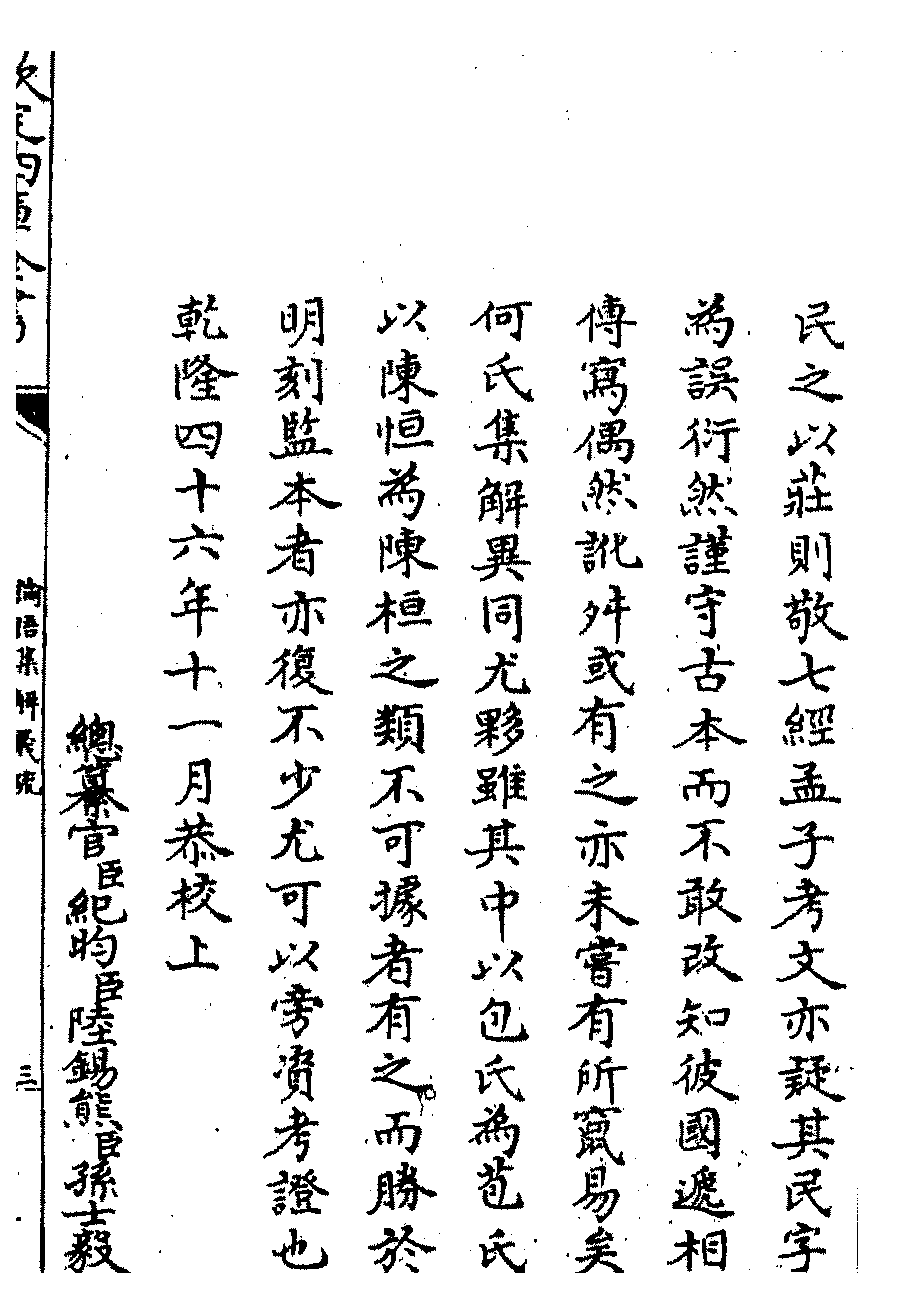 民之以莊則敬七經孟子考文亦疑其民字
為誤衍然謹守古本而不敢改知彼國遞相
傳寫偶然訛舛或有之亦未嘗有所竄易矣
何氏集解異同尤夥雖其中以包氏為苞氏
以陳恒為陳桓之類不可據者有之而勝於
明刻監本者亦復不少尤可以旁資考證也
乾隆四十六年十一月恭校上
總纂官臣紀昀臣陸錫熊臣孫士毅
欽定四庫全書
論語集解義疏
三